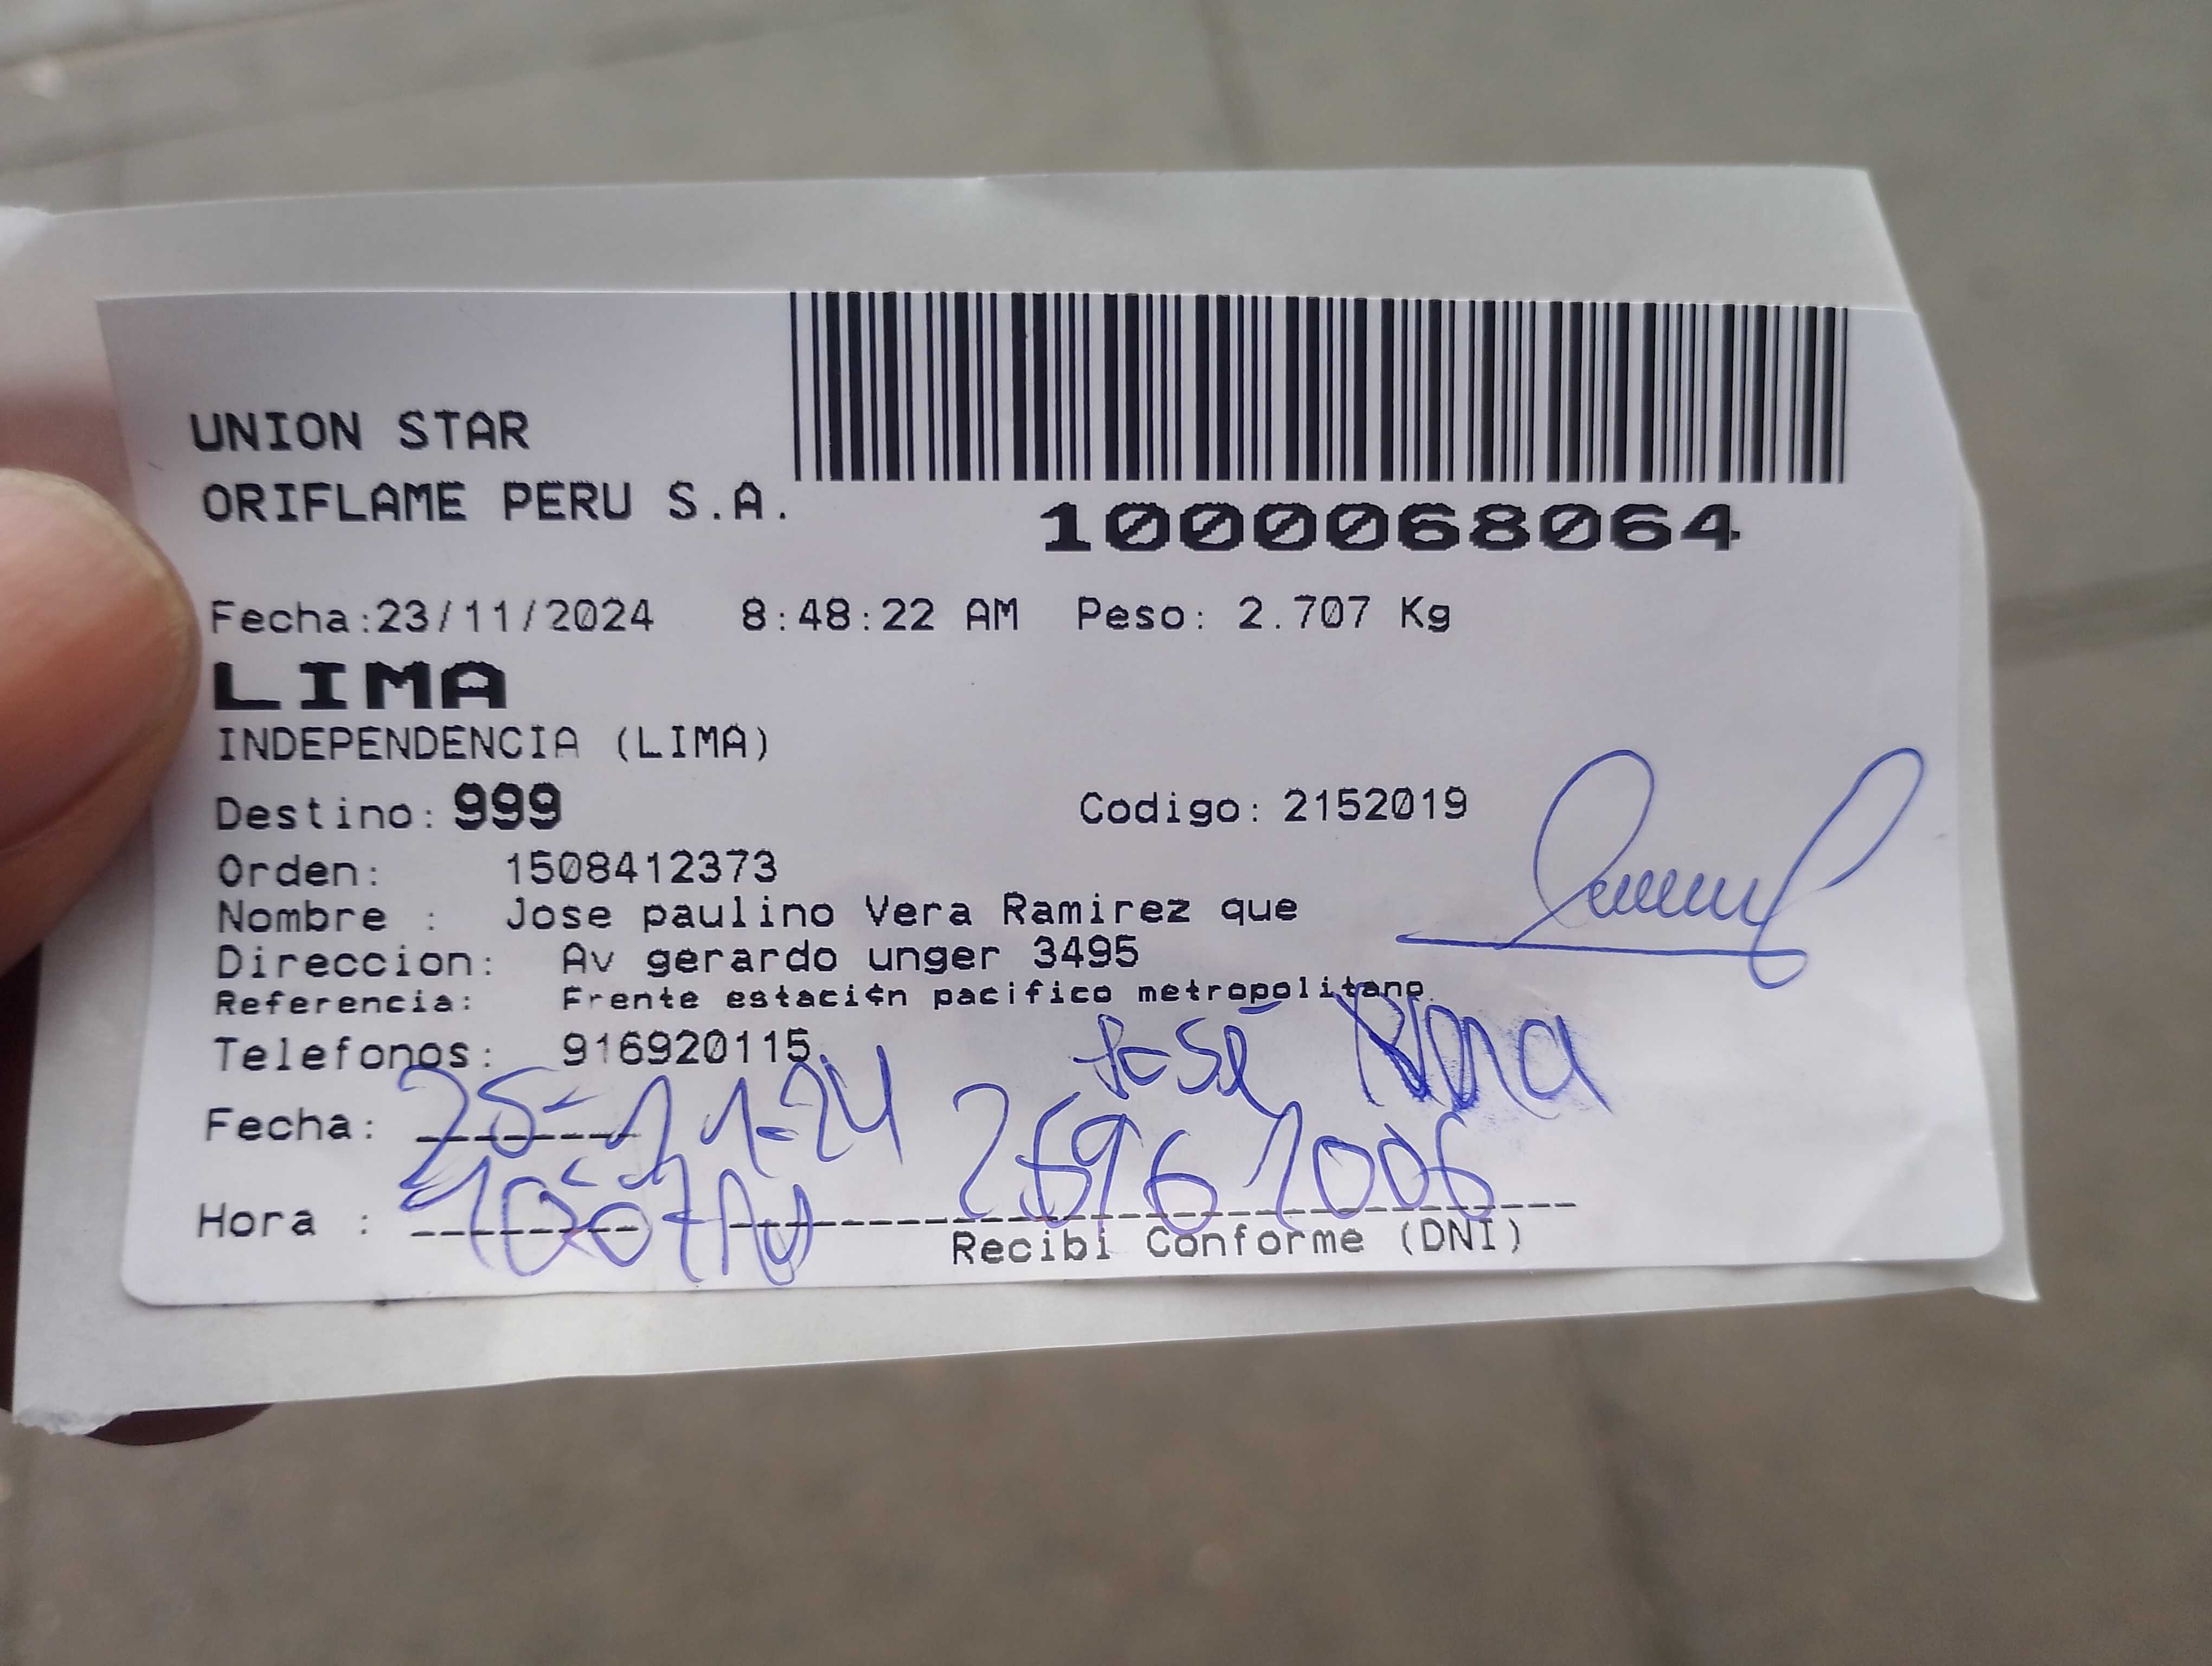 UNION STAR
ORIFLAME PERU S.A.
1000068064
Fecha:23/11/2024 8:48:22 AM Peso: 2.707 Kg
LIMA
INDEPENDENCIA (LIMA)
Destino: 999 Codigo: 2152019
Orden: 1508412373
Nombre : Jose paulino Vera Ramirez que
Direccion: Av gerardo unger 3495
Referencia: Frente estaci¢n pacifico metropolitano.
Telefonos: 916920115
José
Fecha: 25-11-24
Hora :
Recibi Conforme (DNI)